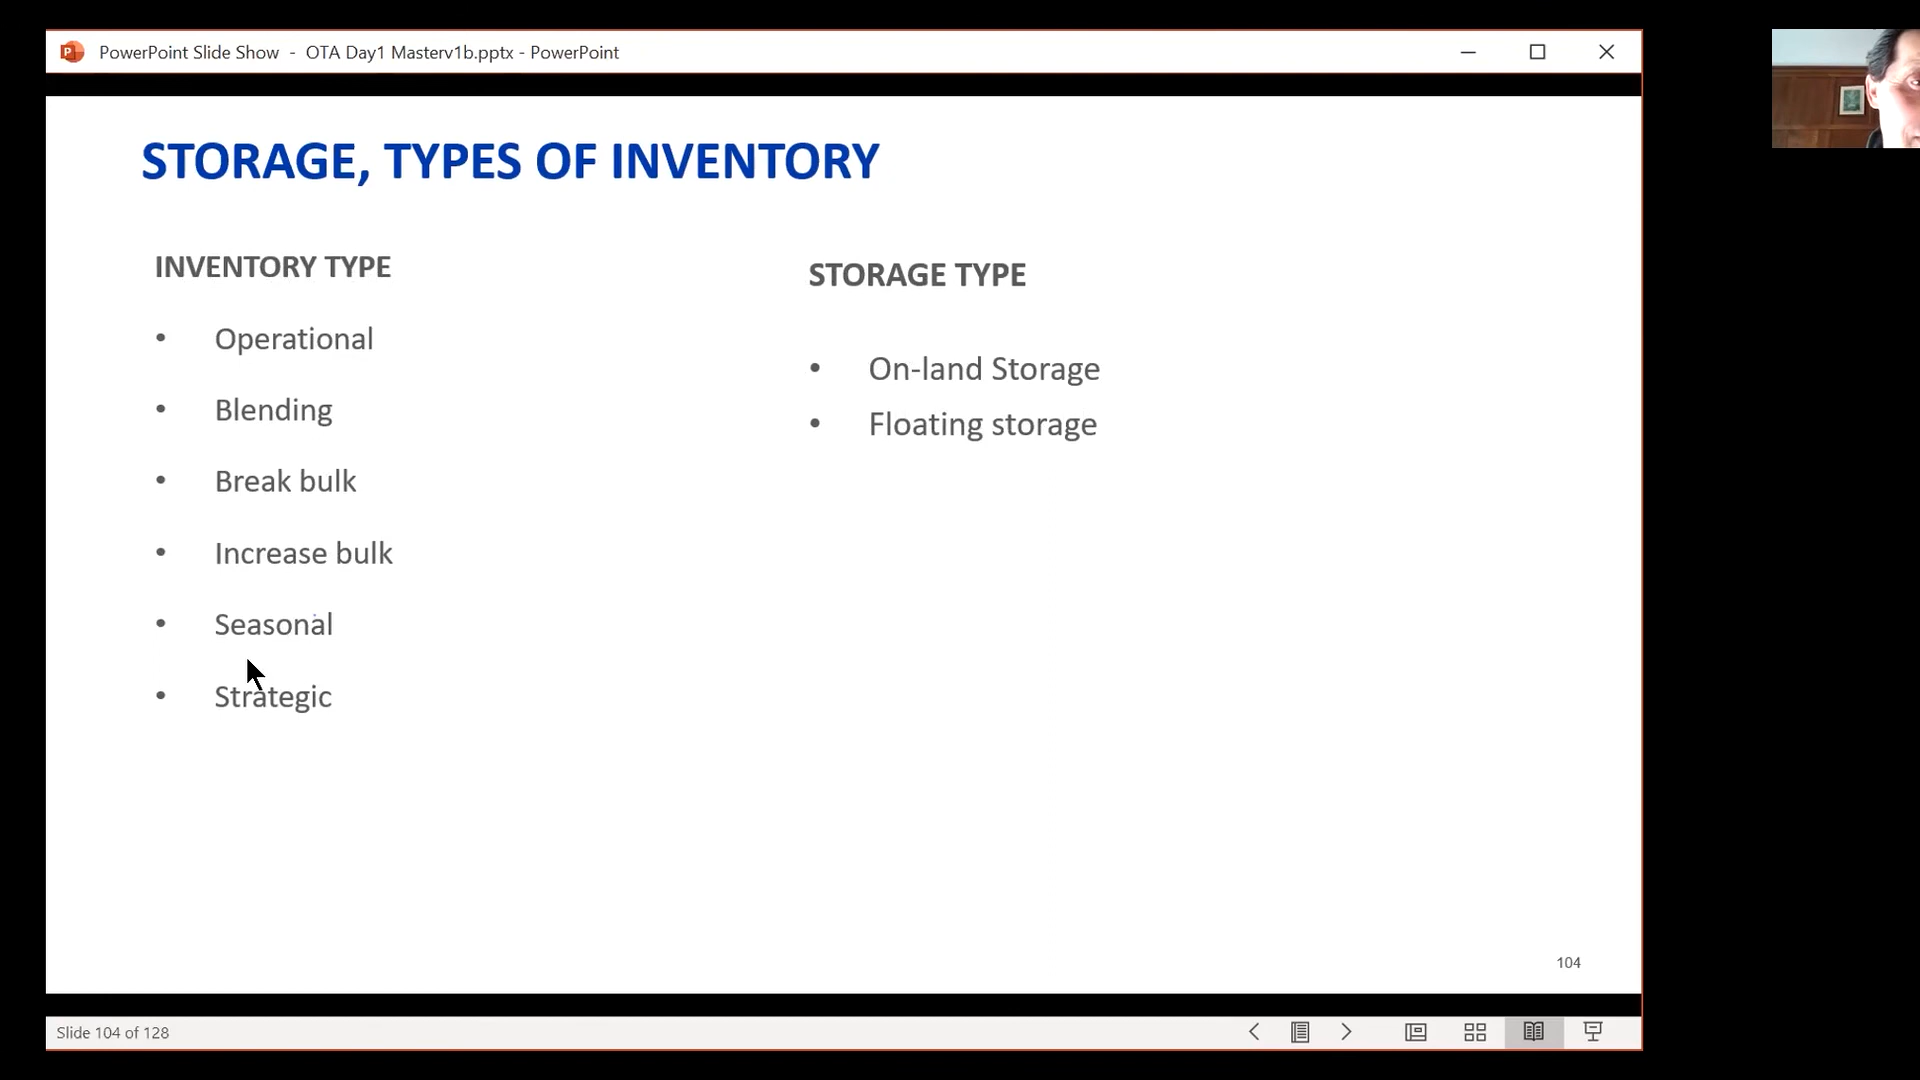 PowerPoint Slide Show - OTA Day1 Masterv1b.pptx - PowerPoint
STORAGE, TYPES OF INVENTORY
INVENTORY TYPE
• Operational
• Blending
• Break bulk
• Increase bulk
• Seasonal
• Strategic
STORAGE TYPE
• On-land Storage
• Floating storage
104
Slide 104 of 128